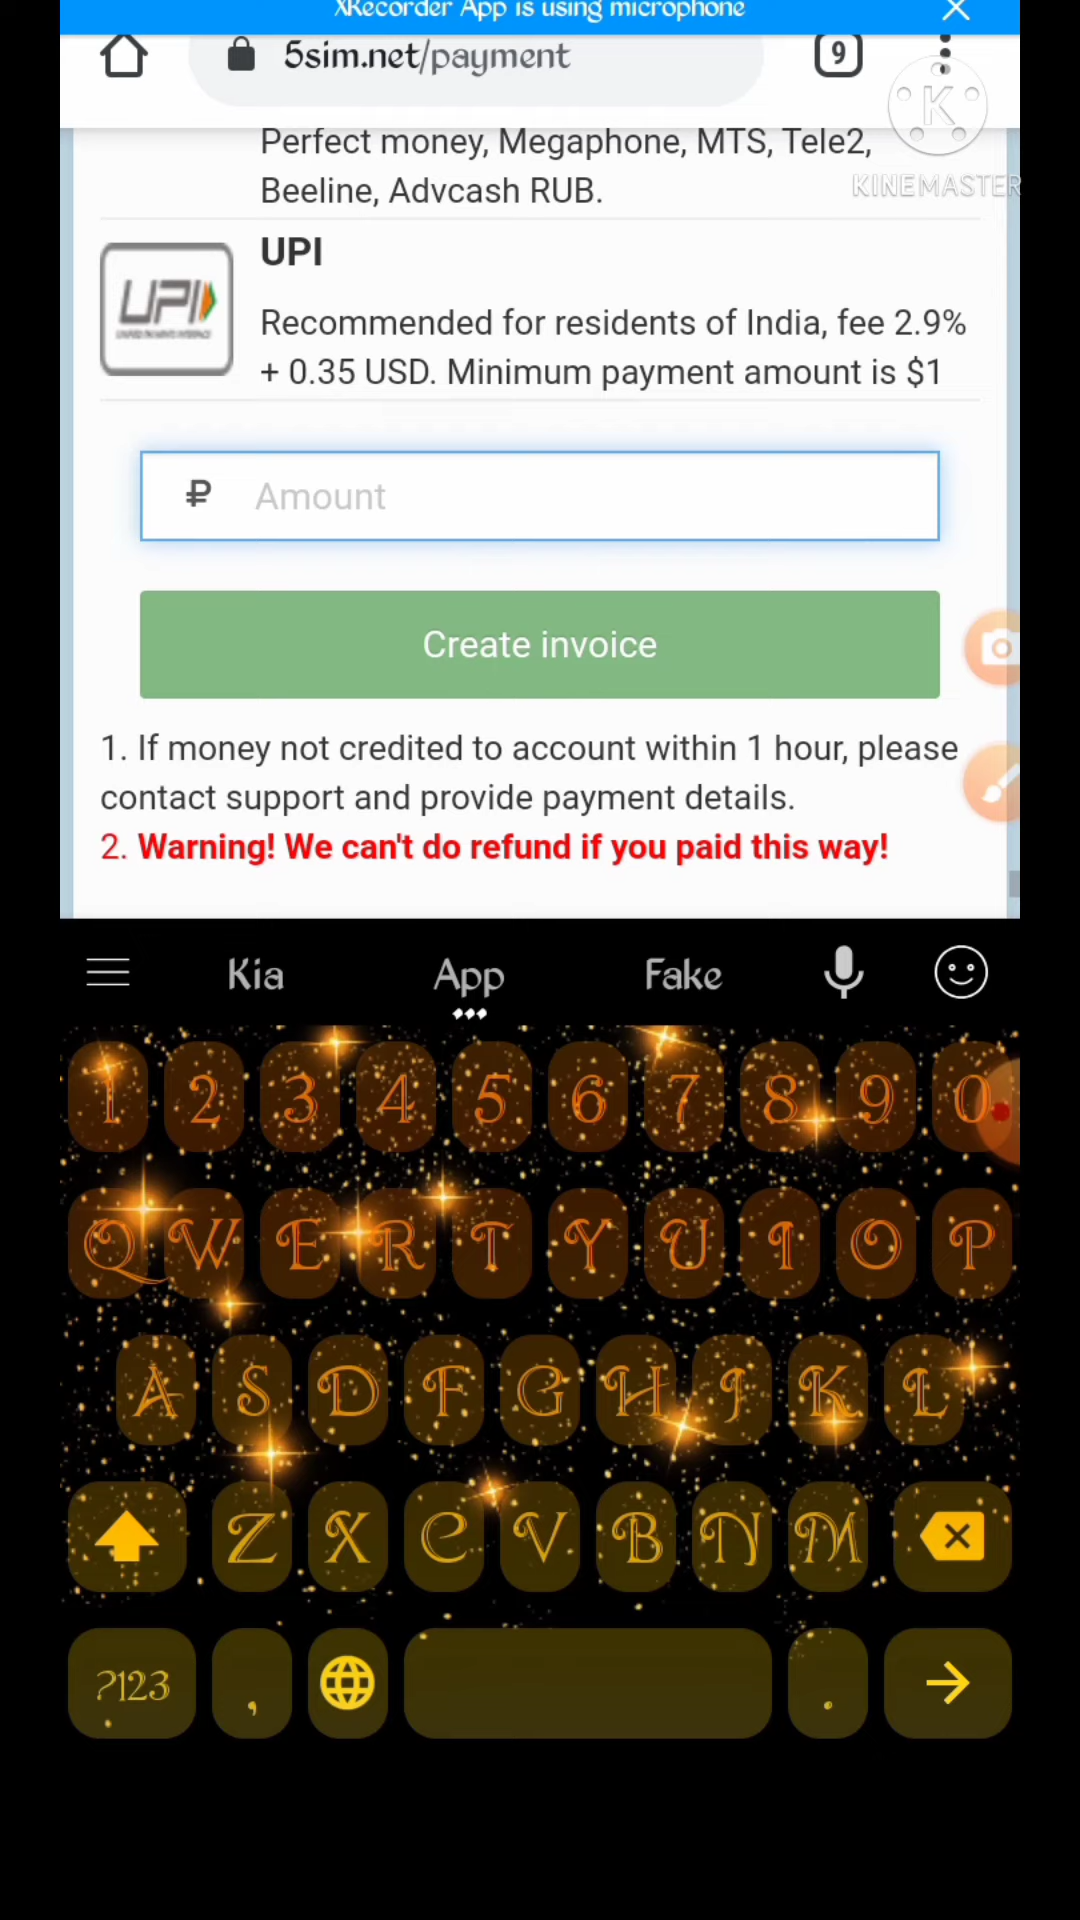 XRecorder App is using microphone
5sim.net/payment
9
K
KINEMASTER
Perfect money, Megaphone, MTS, Tele2,
Beeline, Advcash RUB.
UPI
UPI
Recommended for residents of India, fee 2.9%
+ 0.35 USD. Minimum payment amount is $1
₽ Amount
Create invoice
1. If money not credited to account within 1 hour, please
contact support and provide payment details.
2. Warning! We can't do refund if you paid this way!
Kia App Fake
1 2 3 4 5 6 7 8 9 0
Q W E R T Y U I O P
A S D F G H J K L
Z X C V B N M
?123 , .